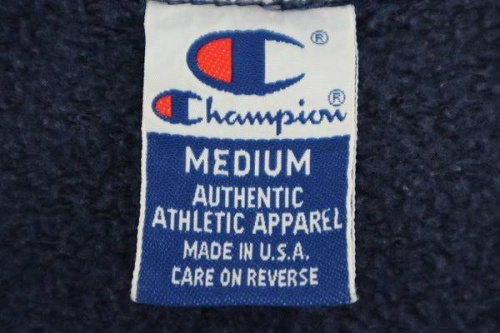 C ®
Champion®
MEDIUM
AUTHENTIC
ATHLETIC APPAREL
MADE IN U.S.A.
CARE ON REVERSE